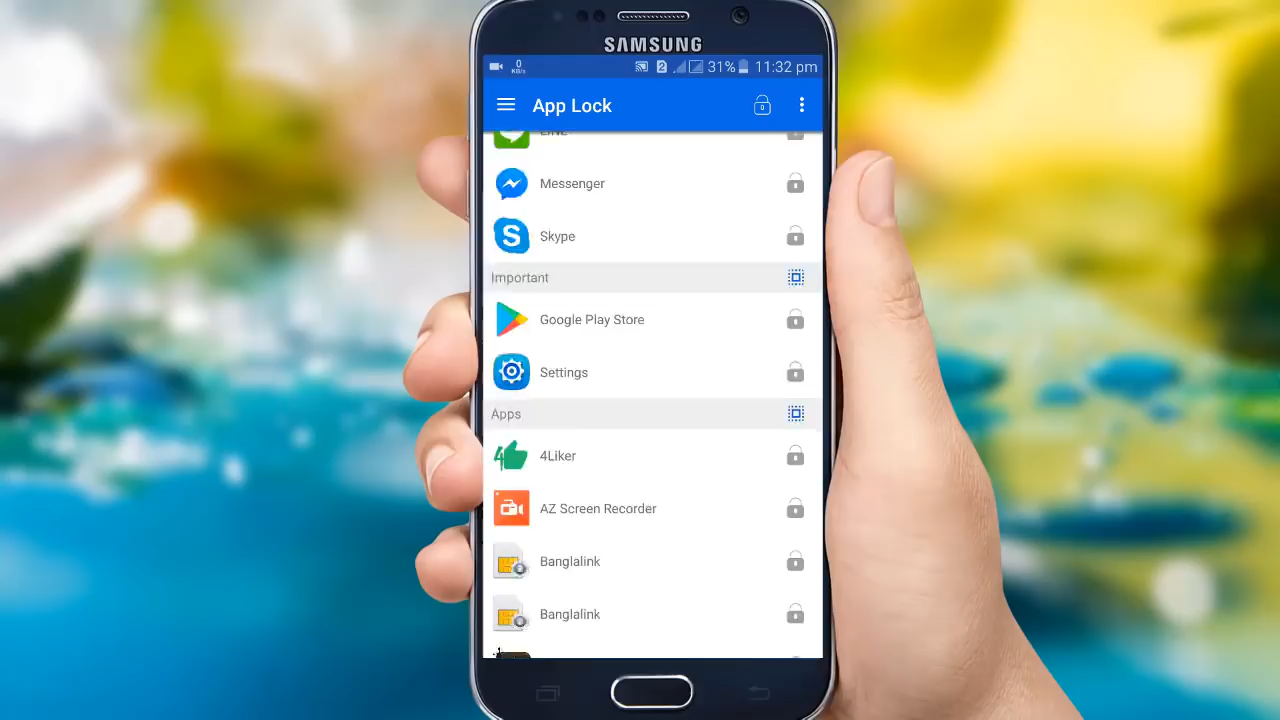 SAMSUNG
0
KB/s
2
31%
11:32 pm
App Lock
LINE
Messenger
Skype
Important
Google Play Store
Settings
Apps
4Liker
AZ Screen Recorder
Banglalink
Banglalink